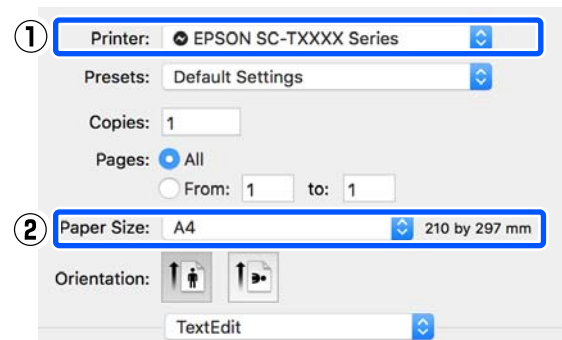 ① Printer: EPSON SC-TXXXX Series
Presets: Default Settings
Copies: 1
Pages: All
From: 1 to: 1
② Paper Size: A4 210 by 297 mm
Orientation:
TextEdit